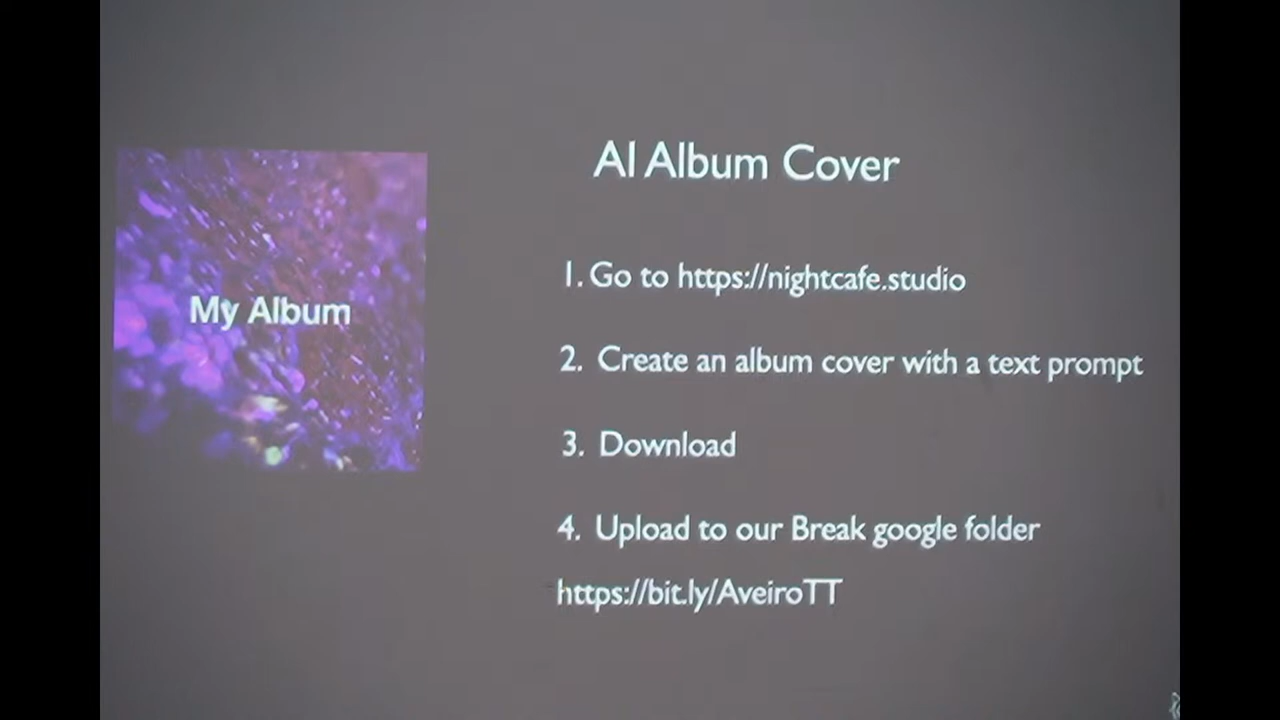 AI Album Cover
My Album
1. Go to https://nightcafe.studio
2. Create an album cover with a text prompt
3. Download
4. Upload to our Break google folder
https://bit.ly/AveiroTT